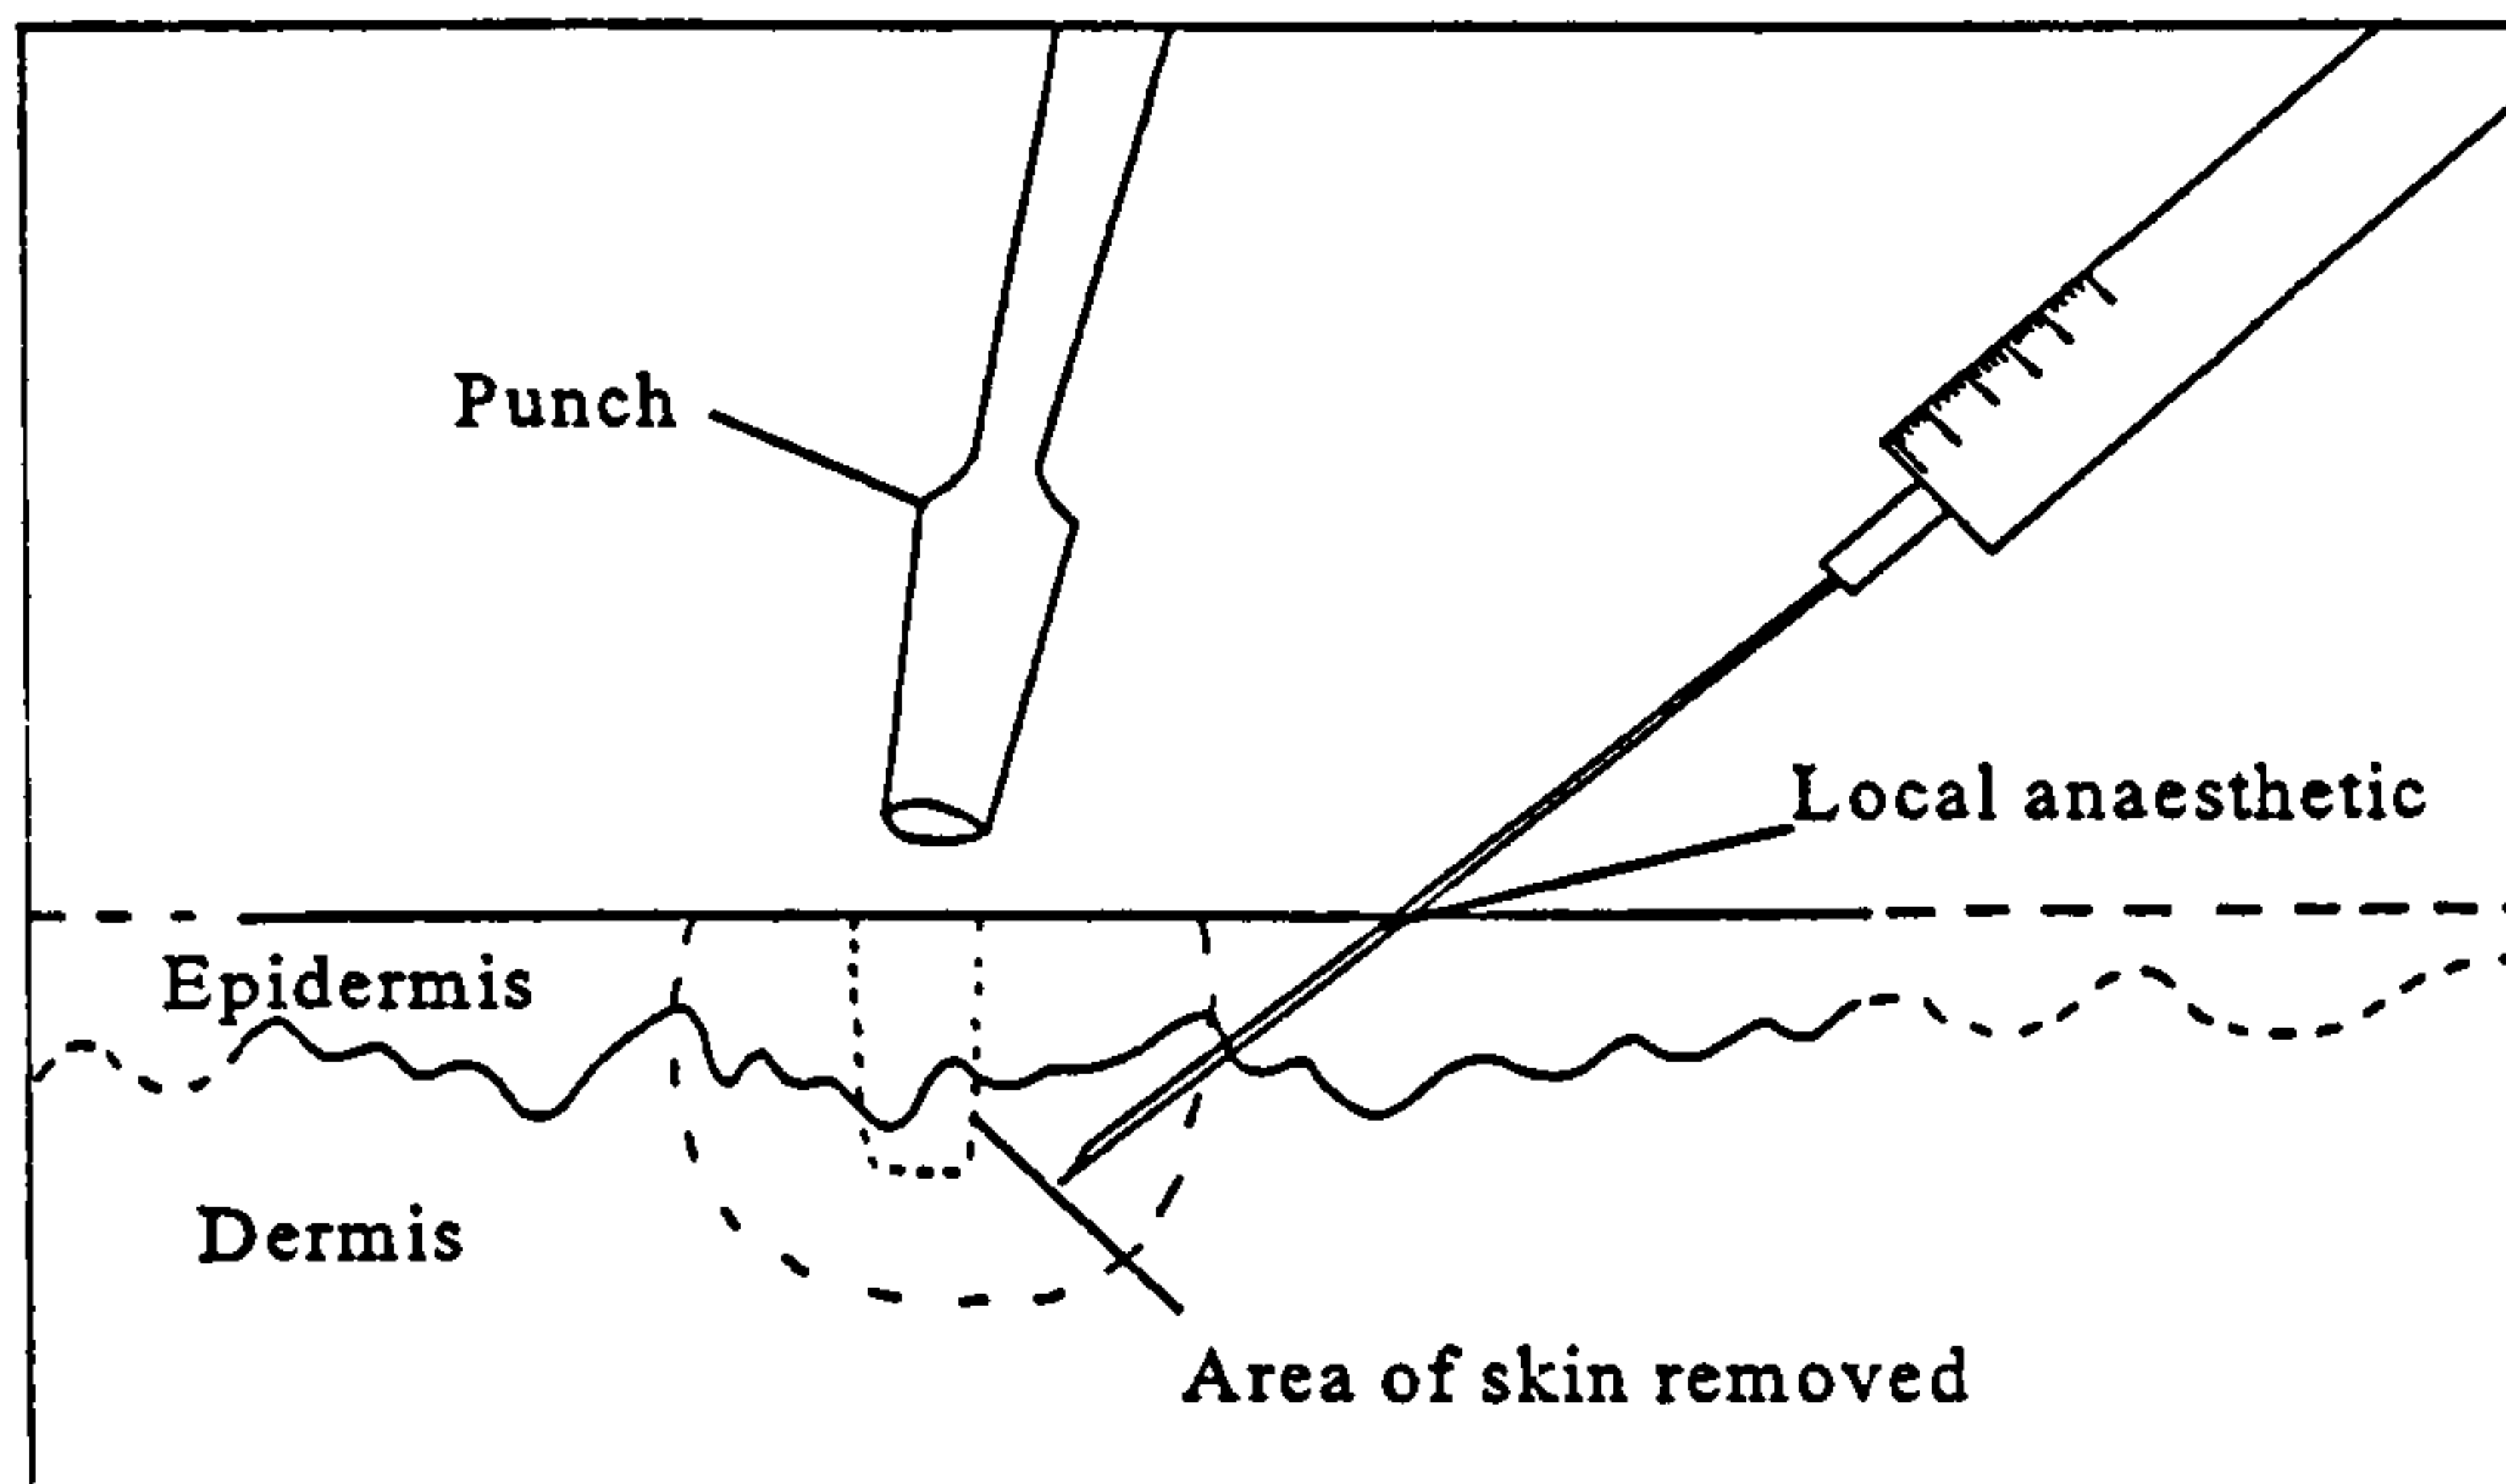 Punch
Local anaesthetic
Epidermis
Dermis
Area of skin removed